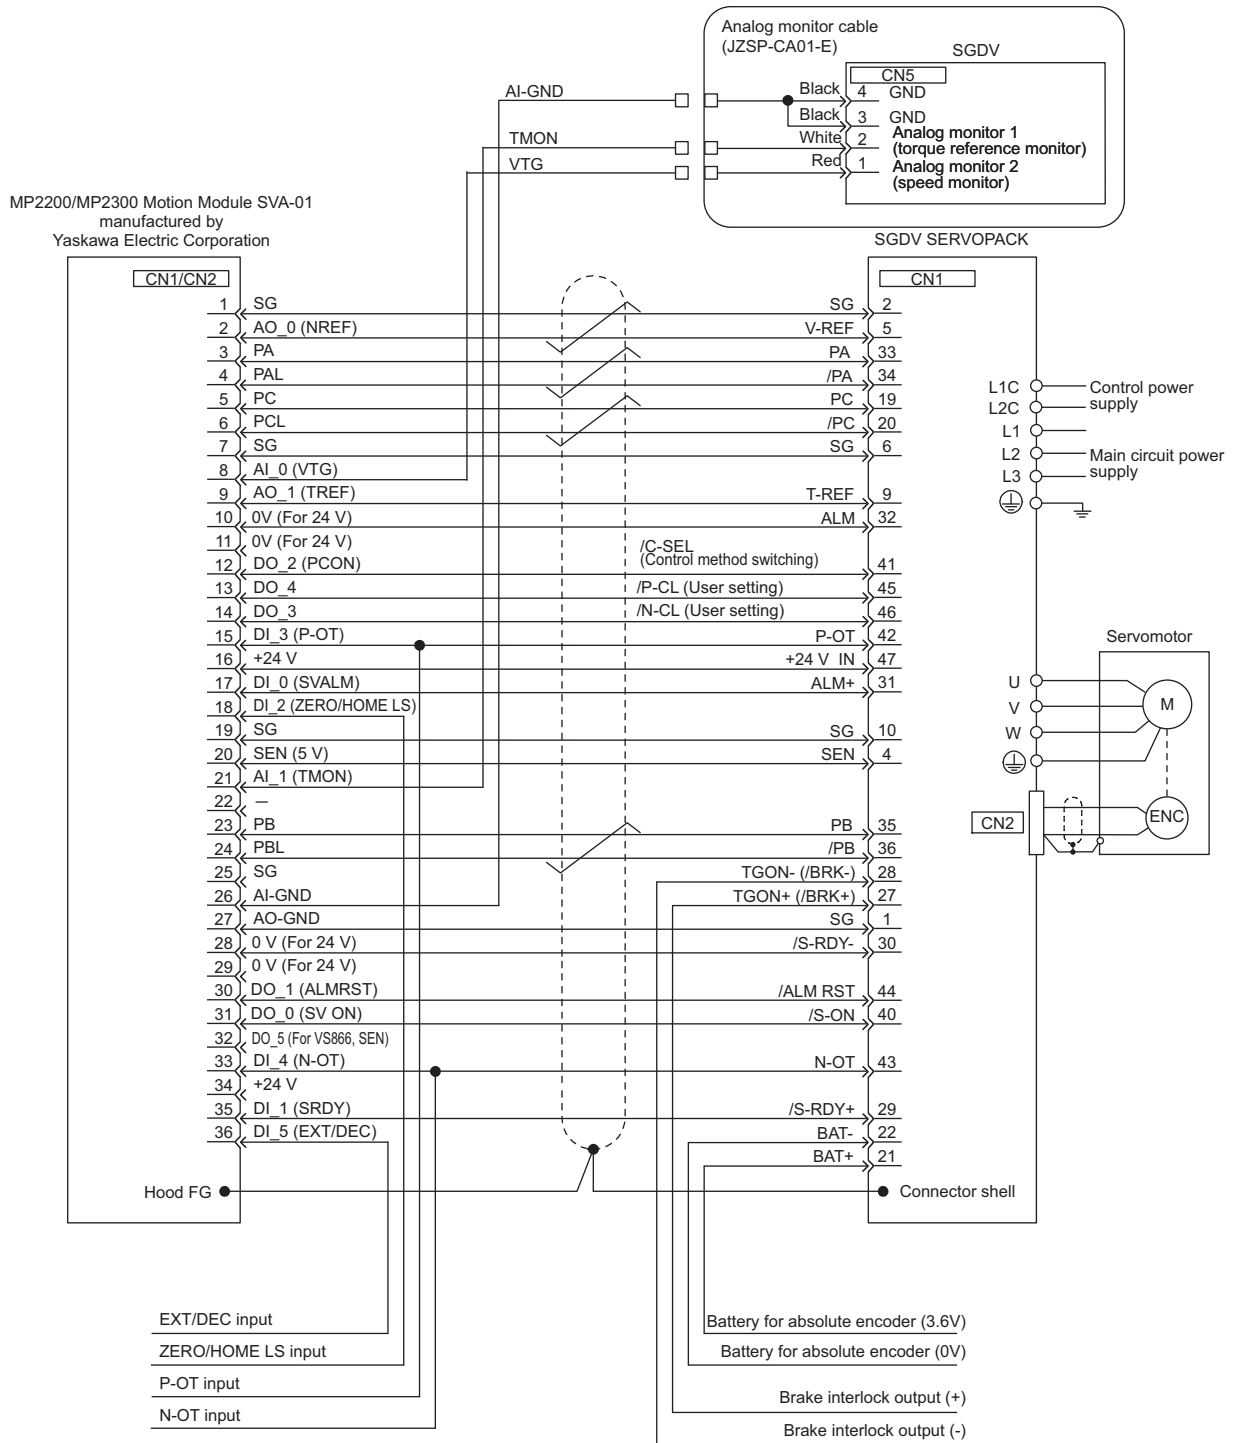 Analog monitor cable
(JZSP-CA01-E)
SGDV
CN5
AI-GND
Black 4 GND
Black 3 GND
TMON
White 2 Analog monitor 1
(torque reference monitor)
VTG
Red 1 Analog monitor 2
(speed monitor)
MP2200/MP2300 Motion Module SVA-01
manufactured by
Yaskawa Electric Corporation
SGDV SERVOPACK
CN1/CN2
CN1
1 SG SG 2
2 AO_0 (NREF) V-REF 5
3 PA PA 33
4 PAL /PA 34
5 PC PC 19
6 PCL /PC 20
7 SG SG 6
8 AI_0 (VTG)
9 AO_1 (TREF) T-REF 9
10 0V (For 24 V) ALM 32
11 0V (For 24 V)
/C-SEL
(Control method switching)
12 DO_2 (PCON) 41
13 DO_4 /P-CL (User setting) 45
14 DO_3 /N-CL (User setting) 46
15 DI_3 (P-OT) P-OT 42
16 +24 V +24 V IN 47
17 DI_0 (SVALM) ALM+ 31
18 DI_2 (ZERO/HOME LS)
19 SG SG 10
20 SEN (5 V) SEN 4
21 AI_1 (TMON)
22 —
23 PB PB 35
24 PBL /PB 36
25 SG TGON- (/BRK-) 28
26 AI-GND TGON+ (/BRK+) 27
27 AO-GND SG 1
28 0 V (For 24 V) /S-RDY- 30
29 0 V (For 24 V)
30 DO_1 (ALMRST) /ALM RST 44
31 DO_0 (SV ON) /S-ON 40
32 DO_5 (For VS866, SEN)
33 DI_4 (N-OT) N-OT 43
34 +24 V
35 DI_1 (SRDY) /S-RDY+ 29
36 DI_5 (EXT/DEC) BAT- 22
BAT+ 21
Hood FG
Connector shell
L1C
L2C
Control power
supply
L1
L2
L3
Main circuit power
supply
Servomotor
U
V
W
M
CN2
ENC
EXT/DEC input
ZERO/HOME LS input
P-OT input
N-OT input
Battery for absolute encoder (3.6V)
Battery for absolute encoder (0V)
Brake interlock output (+)
Brake interlock output (-)